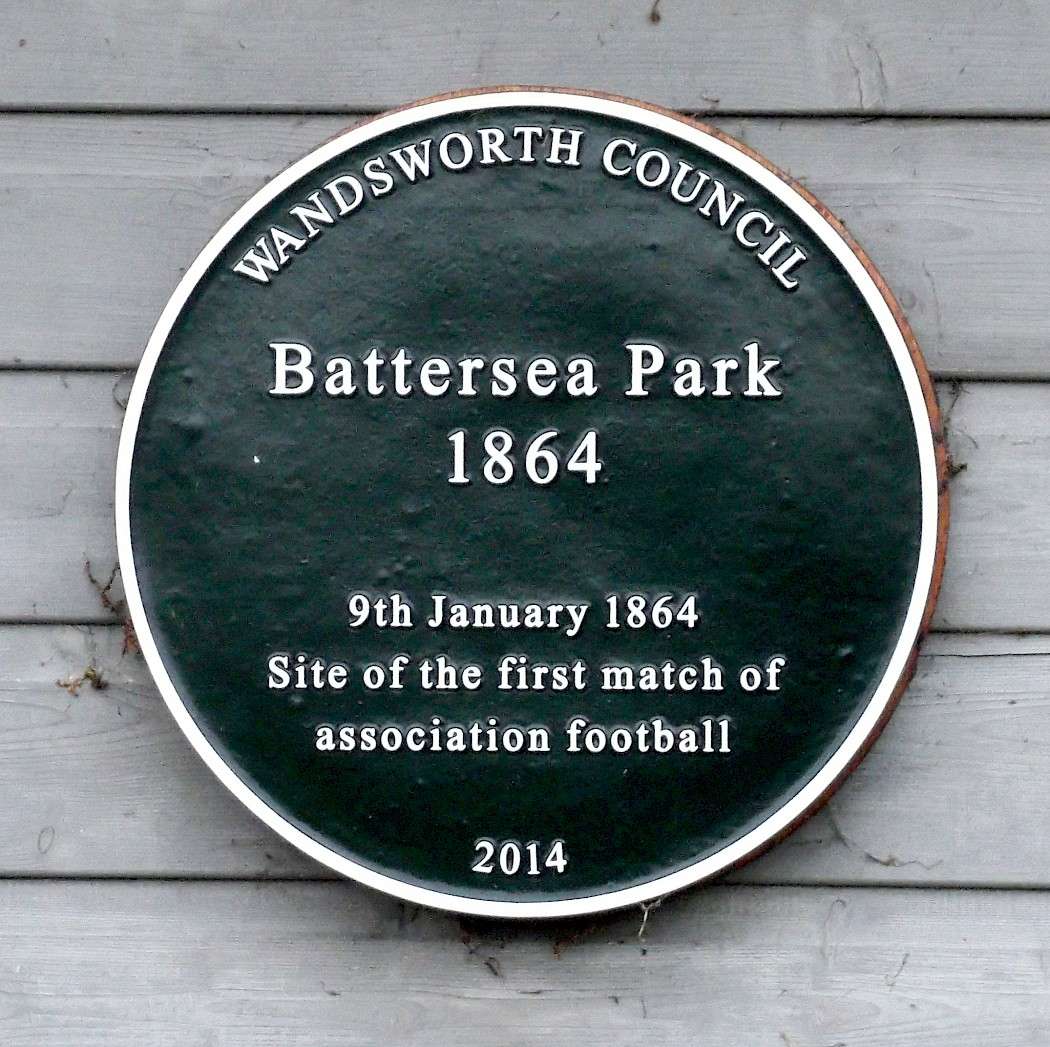 WANDSWORTH COUNCIL
Battersea Park
1864
9th January 1864
Site of the first match of
association football
2014